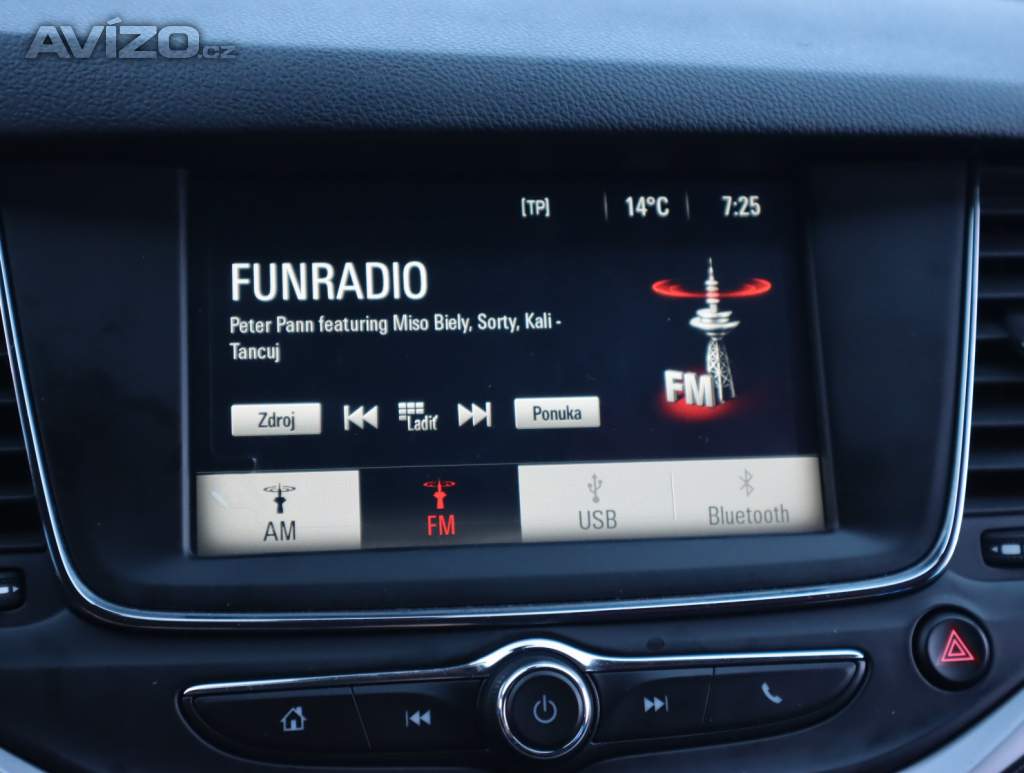 AVÍZO.cz
[TP] 14°C 7:25
FUNRADIO
Peter Pann featuring Miso Biely, Sorty, Kali -
Tancuj
FM
Zdroj Ladiť Ponuka
AM FM USB Bluetooth